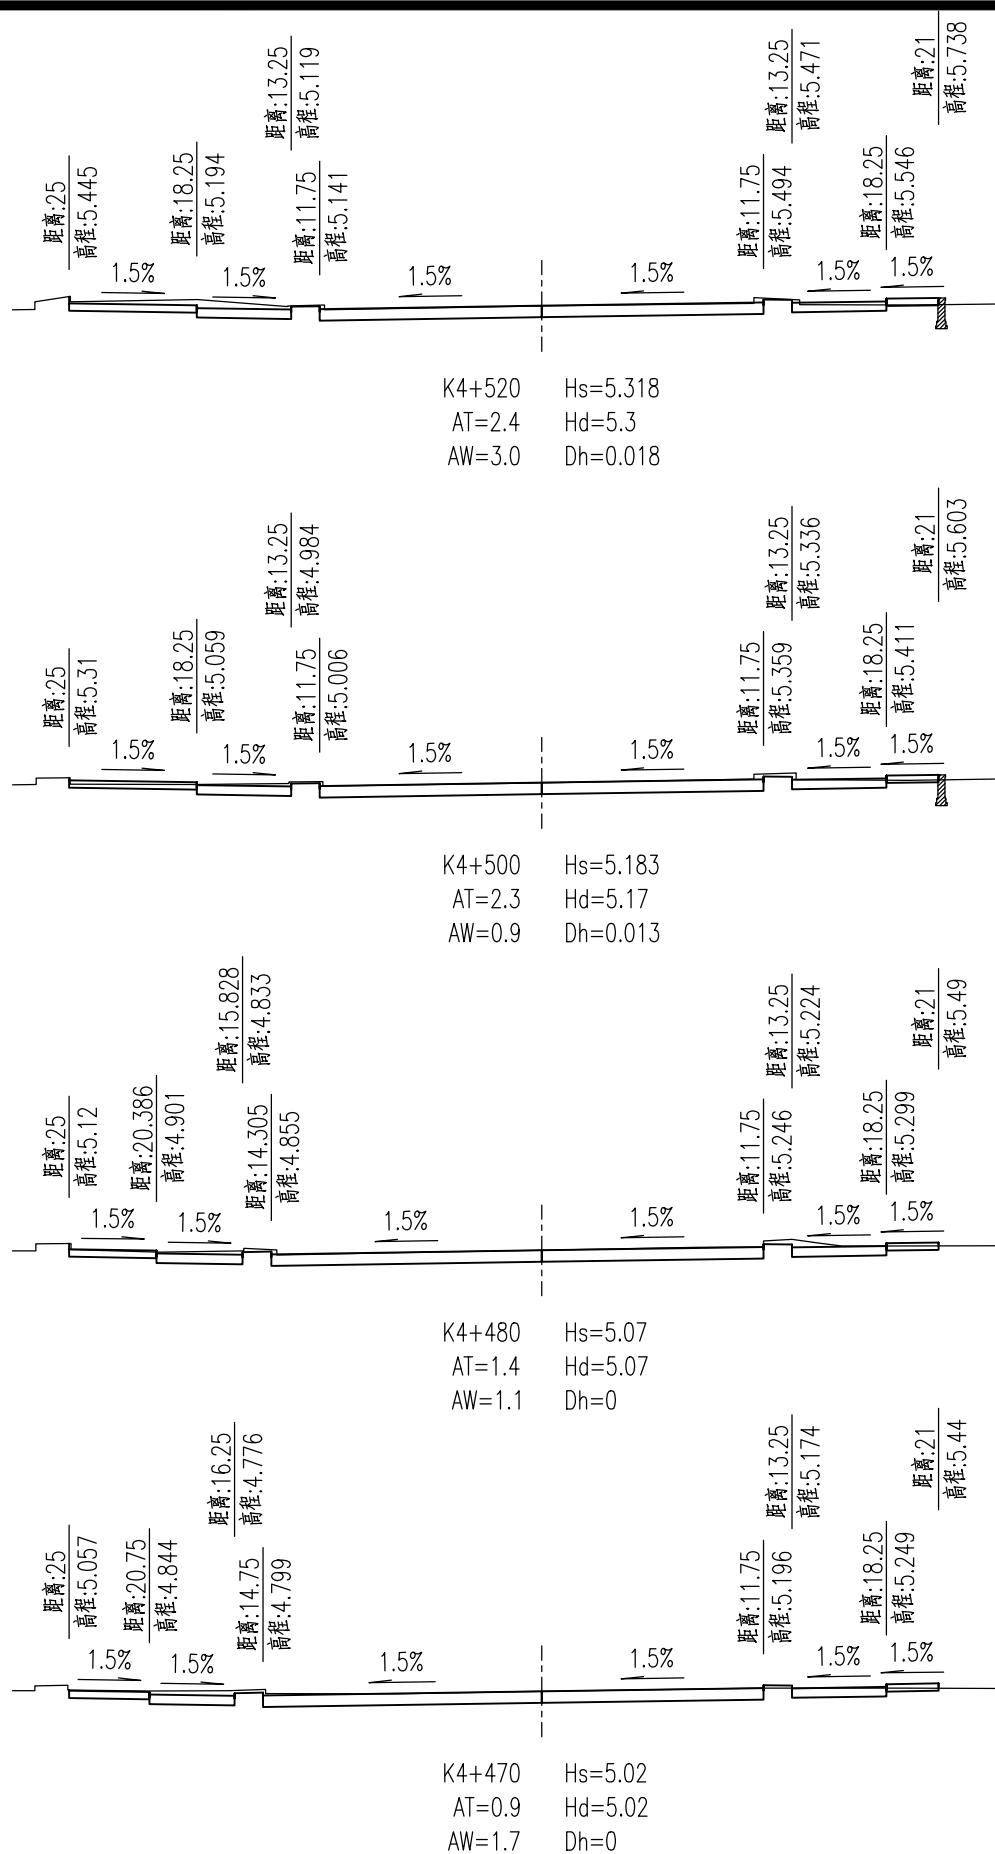 距离:25
高程:5.445
距离:18.25
高程:5.194
距离:13.25
高程:5.119
距离:11.75
高程:5.141
距离:11.75
高程:5.494
距离:13.25
高程:5.471
距离:18.25
高程:5.546
距离:21
高程:5.738
1.5%
1.5%
1.5%
1.5%
1.5%
1.5%
K4+520 Hs=5.318
AT=2.4 Hd=5.3
AW=3.0 Dh=0.018
距离:25
高程:5.31
距离:18.25
高程:5.059
距离:13.25
高程:4.984
距离:11.75
高程:5.006
距离:11.75
高程:5.359
距离:13.25
高程:5.336
距离:18.25
高程:5.411
距离:21
高程:5.603
1.5%
1.5%
1.5%
1.5%
1.5%
1.5%
K4+500 Hs=5.183
AT=2.3 Hd=5.17
AW=0.9 Dh=0.013
距离:25
高程:5.12
距离:20.386
高程:4.901
距离:15.828
高程:4.833
距离:14.305
高程:4.855
距离:11.75
高程:5.246
距离:13.25
高程:5.224
距离:18.25
高程:5.299
距离:21
高程:5.49
1.5%
1.5%
1.5%
1.5%
1.5%
1.5%
K4+480 Hs=5.07
AT=1.4 Hd=5.07
AW=1.1 Dh=0
距离:25
高程:5.057
距离:20.75
高程:4.844
距离:16.25
高程:4.776
距离:14.75
高程:4.799
距离:11.75
高程:5.196
距离:13.25
高程:5.174
距离:18.25
高程:5.249
距离:21
高程:5.44
1.5%
1.5%
1.5%
1.5%
1.5%
1.5%
K4+470 Hs=5.02
AT=0.9 Hd=5.02
AW=1.7 Dh=0